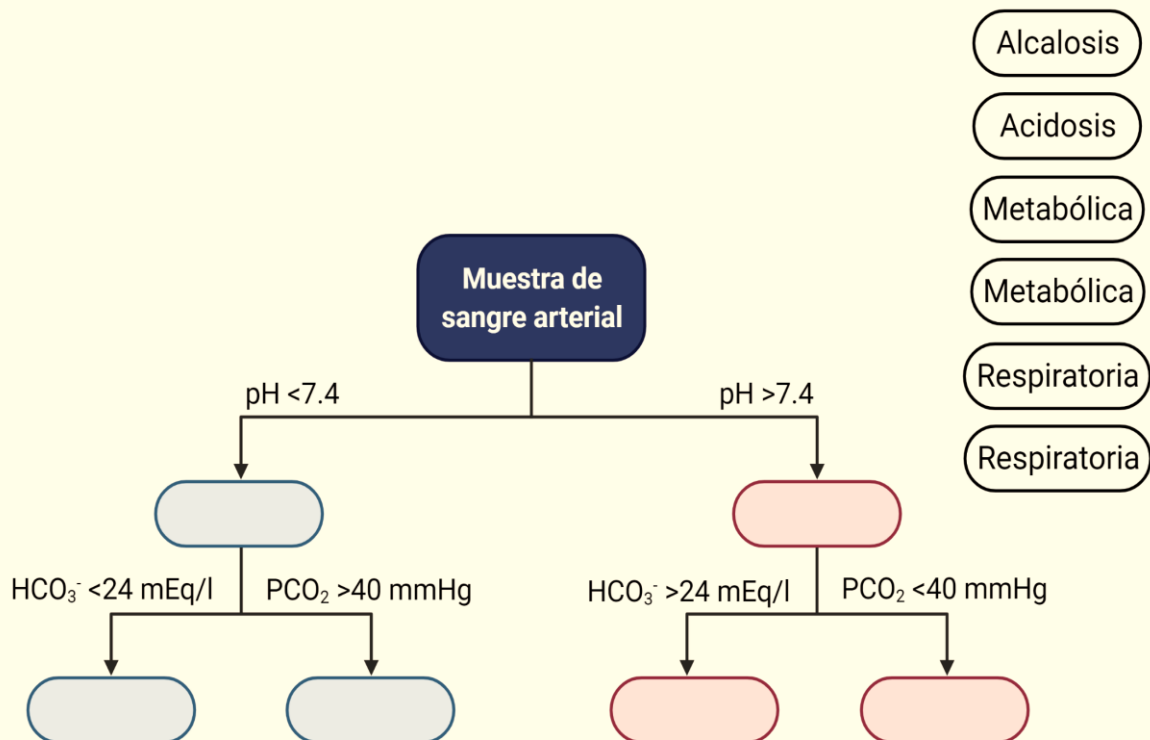 Alcalosis
Acidosis
Metabólica
Metabólica
Respiratoria
Respiratoria
Muestra de
sangre arterial
pH <7.4
pH >7.4
HCO₃⁻ <24 mEq/l
PCO₂ >40 mmHg
HCO₃⁻ >24 mEq/l
PCO₂ <40 mmHg